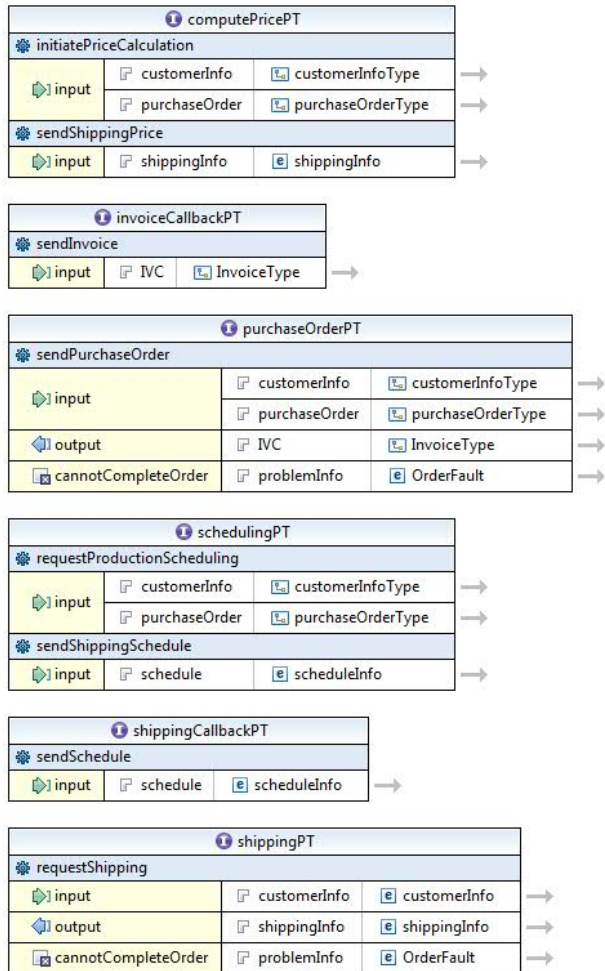 computePricePT
initiatePriceCalculation
input customerInfo customerInfoType
purchaseOrder purchaseOrderType
sendShippingPrice
input shippingInfo e shippingInfo
invoiceCallbackPT
sendInvoice
input IVC InvoiceType
purchaseOrderPT
sendPurchaseOrder
input customerInfo customerInfoType
purchaseOrder purchaseOrderType
output IVC InvoiceType
cannotCompleteOrder problemInfo e OrderFault
schedulingPT
requestProductionScheduling
input customerInfo customerInfoType
purchaseOrder purchaseOrderType
sendShippingSchedule
input schedule e scheduleInfo
shippingCallbackPT
sendSchedule
input schedule e scheduleInfo
shippingPT
requestShipping
input customerInfo e customerInfo
output shippingInfo e shippingInfo
cannotCompleteOrder problemInfo e OrderFault